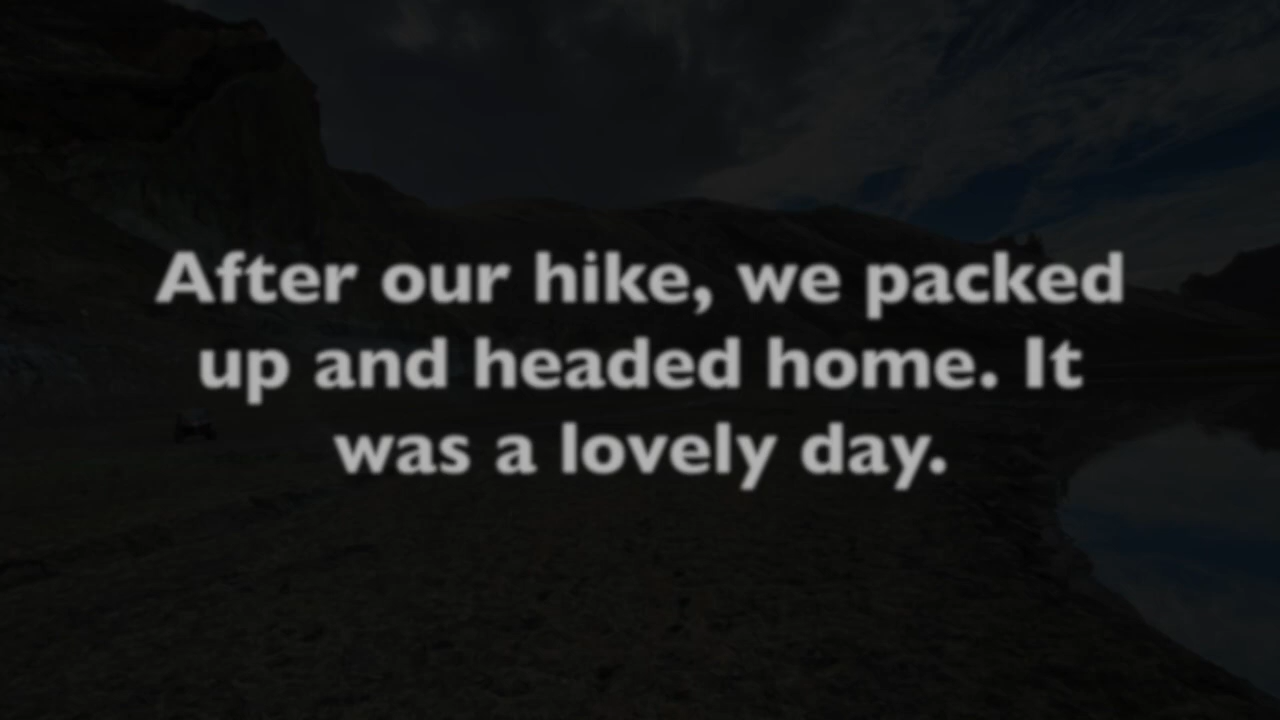 After our hike, we packed
up and headed home. It
was a lovely day.